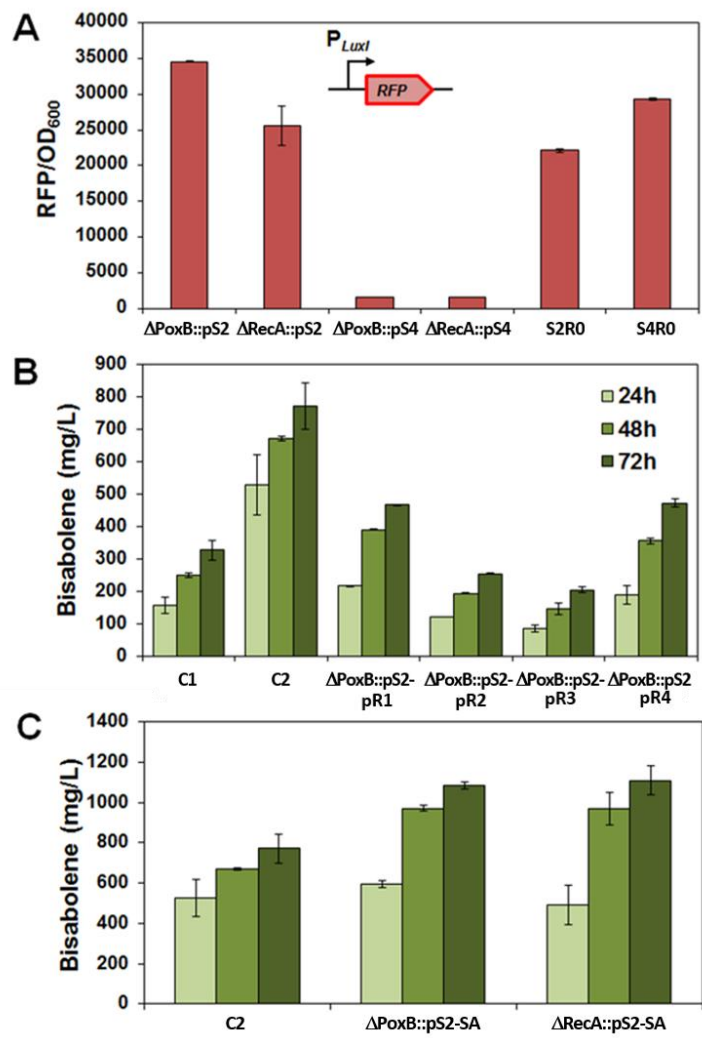 A
RFP/OD600
40000
35000
30000
25000
20000
15000
10000
5000
0
PLuxI
RFP
ΔPoxB::pS2 ΔRecA::pS2 ΔPoxB::pS4 ΔRecA::pS4 S2R0 S4R0
B
Bisabolene (mg/L)
900
800
700
600
500
400
300
200
100
0
24h
48h
72h
C1 C2 ΔPoxB::pS2- ΔPoxB::pS2- ΔPoxB::pS2- ΔPoxB::pS2
pR1 pR2 pR3 pR4
C
Bisabolene (mg/L)
1400
1200
1000
800
600
400
200
0
C2 ΔPoxB::pS2-SA ΔRecA::pS2-SA